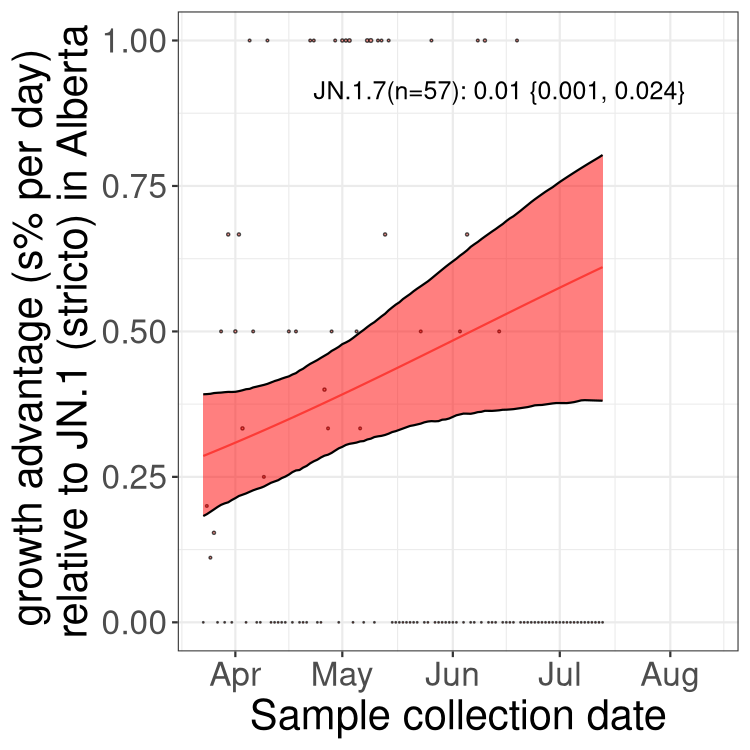 growth advantage (s% per day)
relative to JN.1 (stricto) in Alberta
1.00
0.75
0.50
0.25
0.00
JN.1.7(n=57): 0.01 {0.001, 0.024}
Apr May Jun Jul Aug
Sample collection date